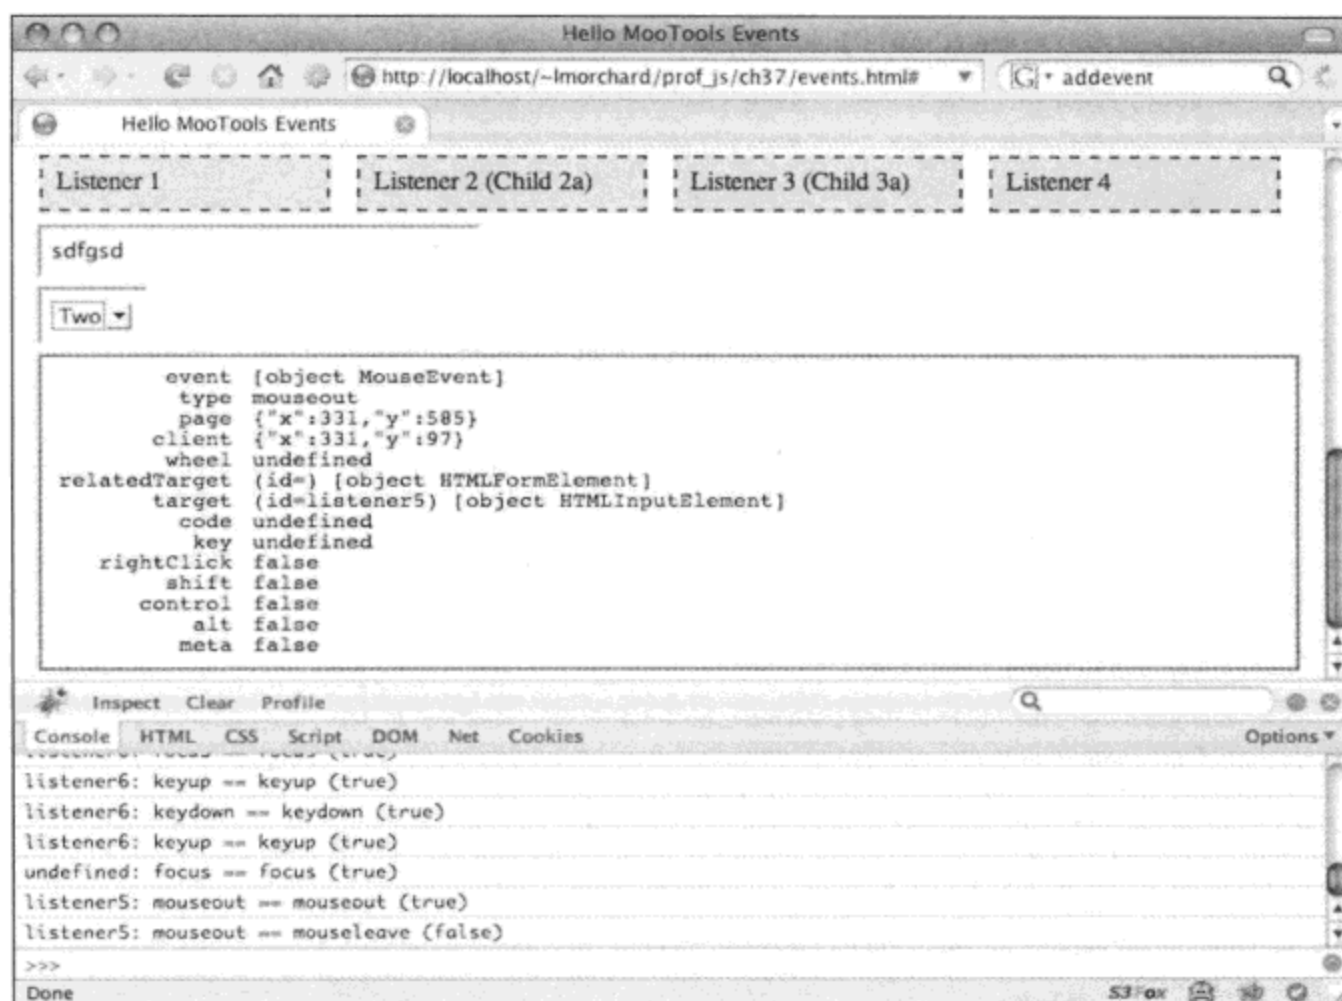 Hello MooTools Events
http://localhost/~lmorchard/prof_js/ch37/events.html#
G addevent
Hello MooTools Events
Listener 1
Listener 2 (Child 2a)
Listener 3 (Child 3a)
Listener 4
sdfgsd
Two
event [object MouseEvent]
type mouseout
page {"x":331,"y":585}
client {"x":331,"y":97}
wheel undefined
relatedTarget (id=) [object HTMLFormElement]
target (id=listener5) [object HTMLInputElement]
code undefined
key undefined
rightClick false
shift false
control false
alt false
meta false
Inspect Clear Profile
Console HTML CSS Script DOM Net Cookies Options
listener6: focus == focus (true)
listener6: keyup == keyup (true)
listener6: keydown == keydown (true)
listener6: keyup == keyup (true)
undefined: focus == focus (true)
listener5: mouseout == mouseout (true)
listener5: mouseout == mouseleave (false)
>>>
Done
S3Fox